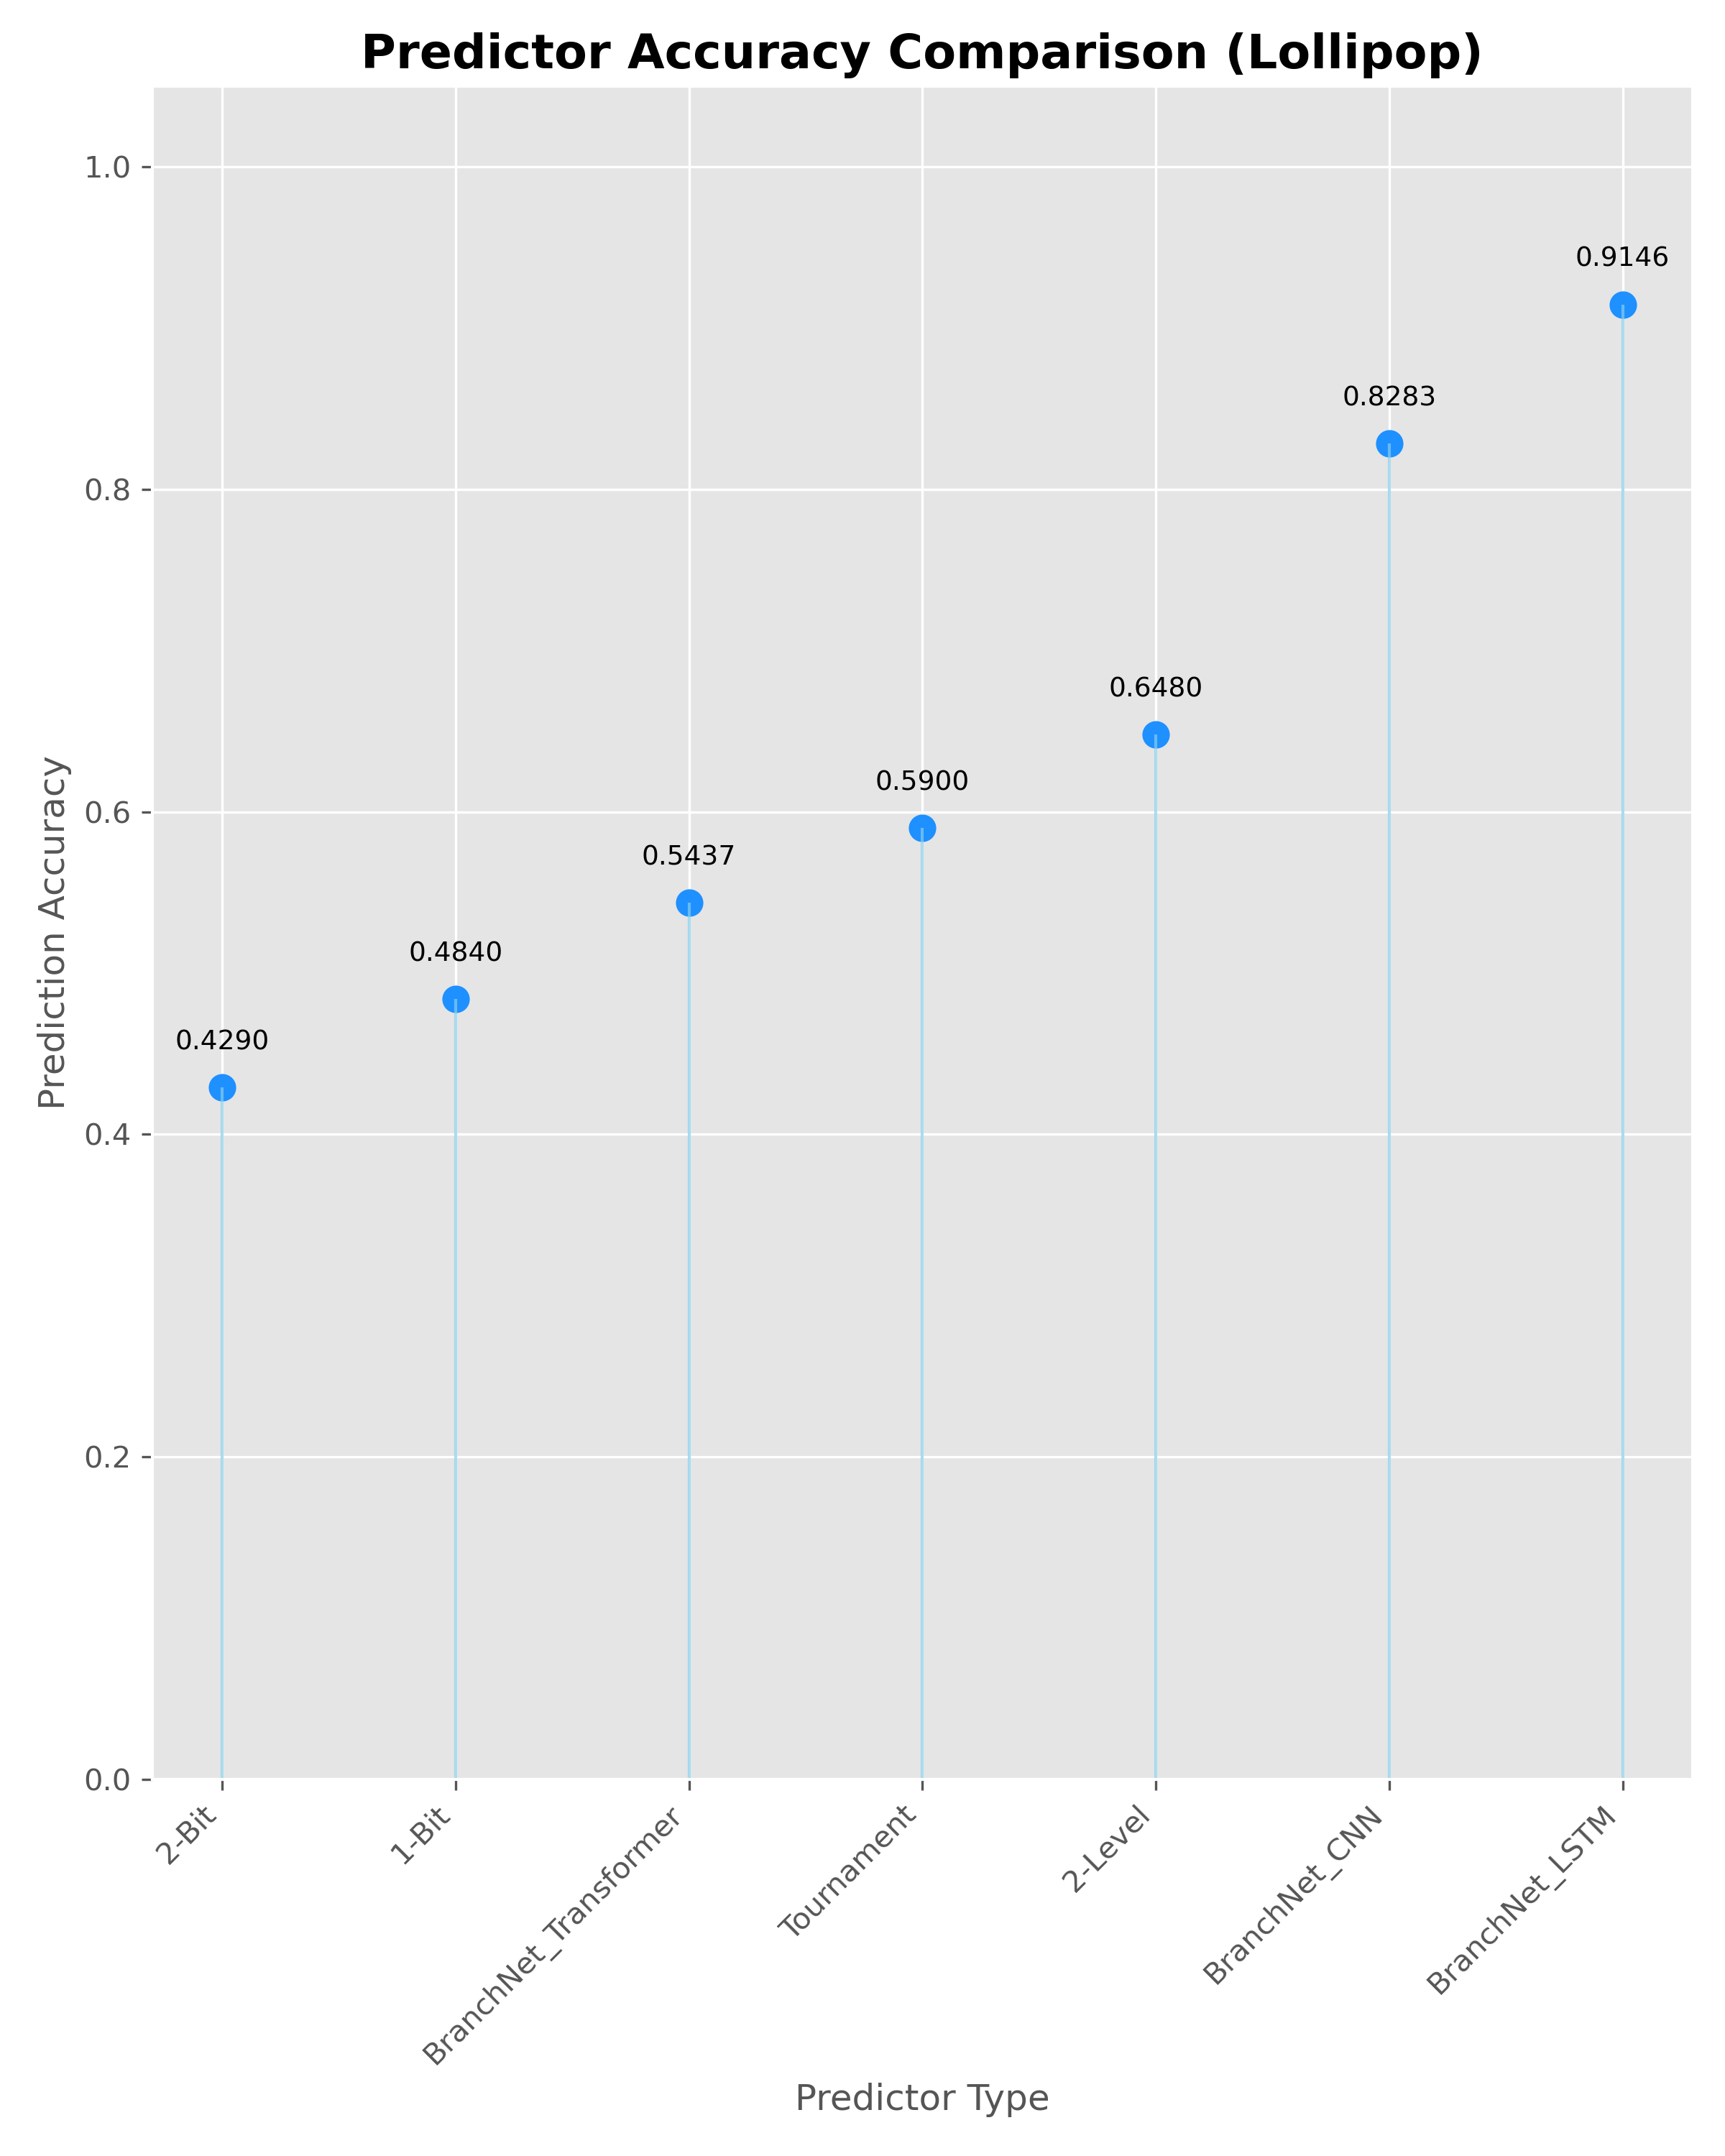 Predictor Accuracy Comparison (Lollipop)
Prediction Accuracy
1.0
0.8
0.6
0.4
0.2
0.0
0.4290
0.4840
0.5437
0.5900
0.6480
0.8283
0.9146
2-Bit
1-Bit
BranchNet_Transformer
Tournament
2-Level
BranchNet_CNN
BranchNet_LSTM
Predictor Type